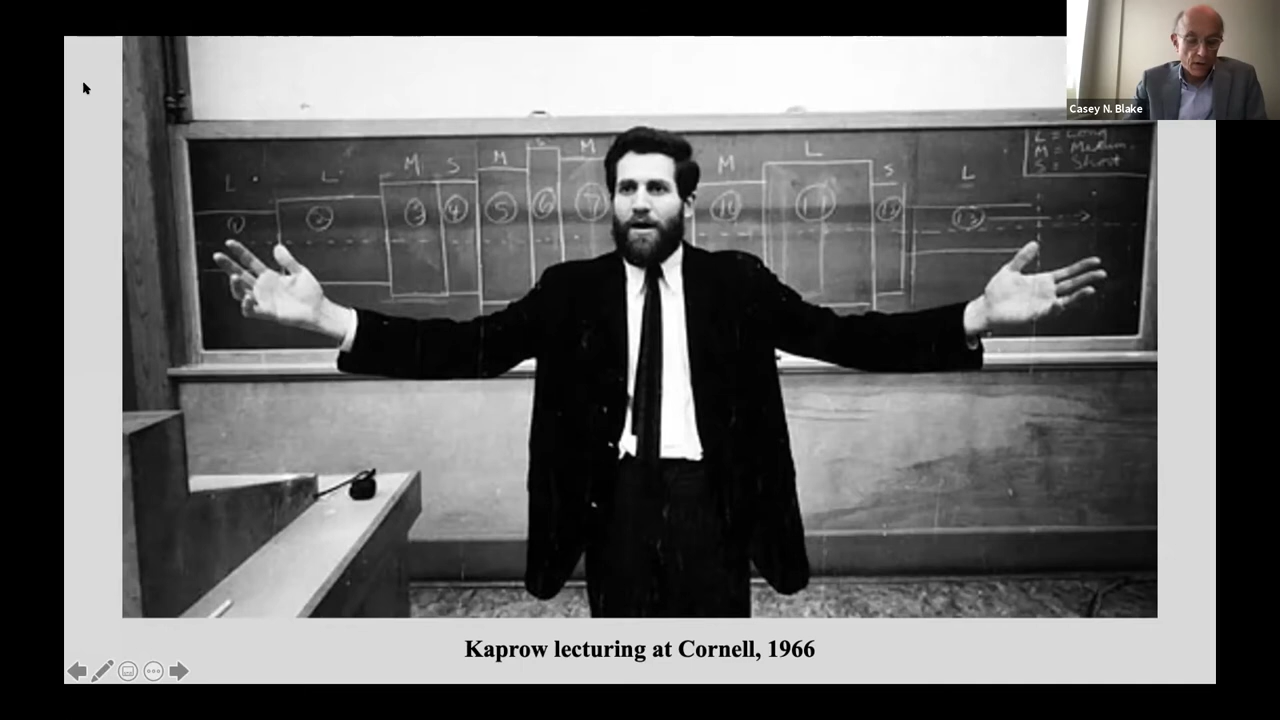 Casey N. Blake
L = Long
M = Medium.
S = Short
M S M S M M L S
L L L
1 2 3 4 5 6 7 10 11 12 13
Kaprow lecturing at Cornell, 1966